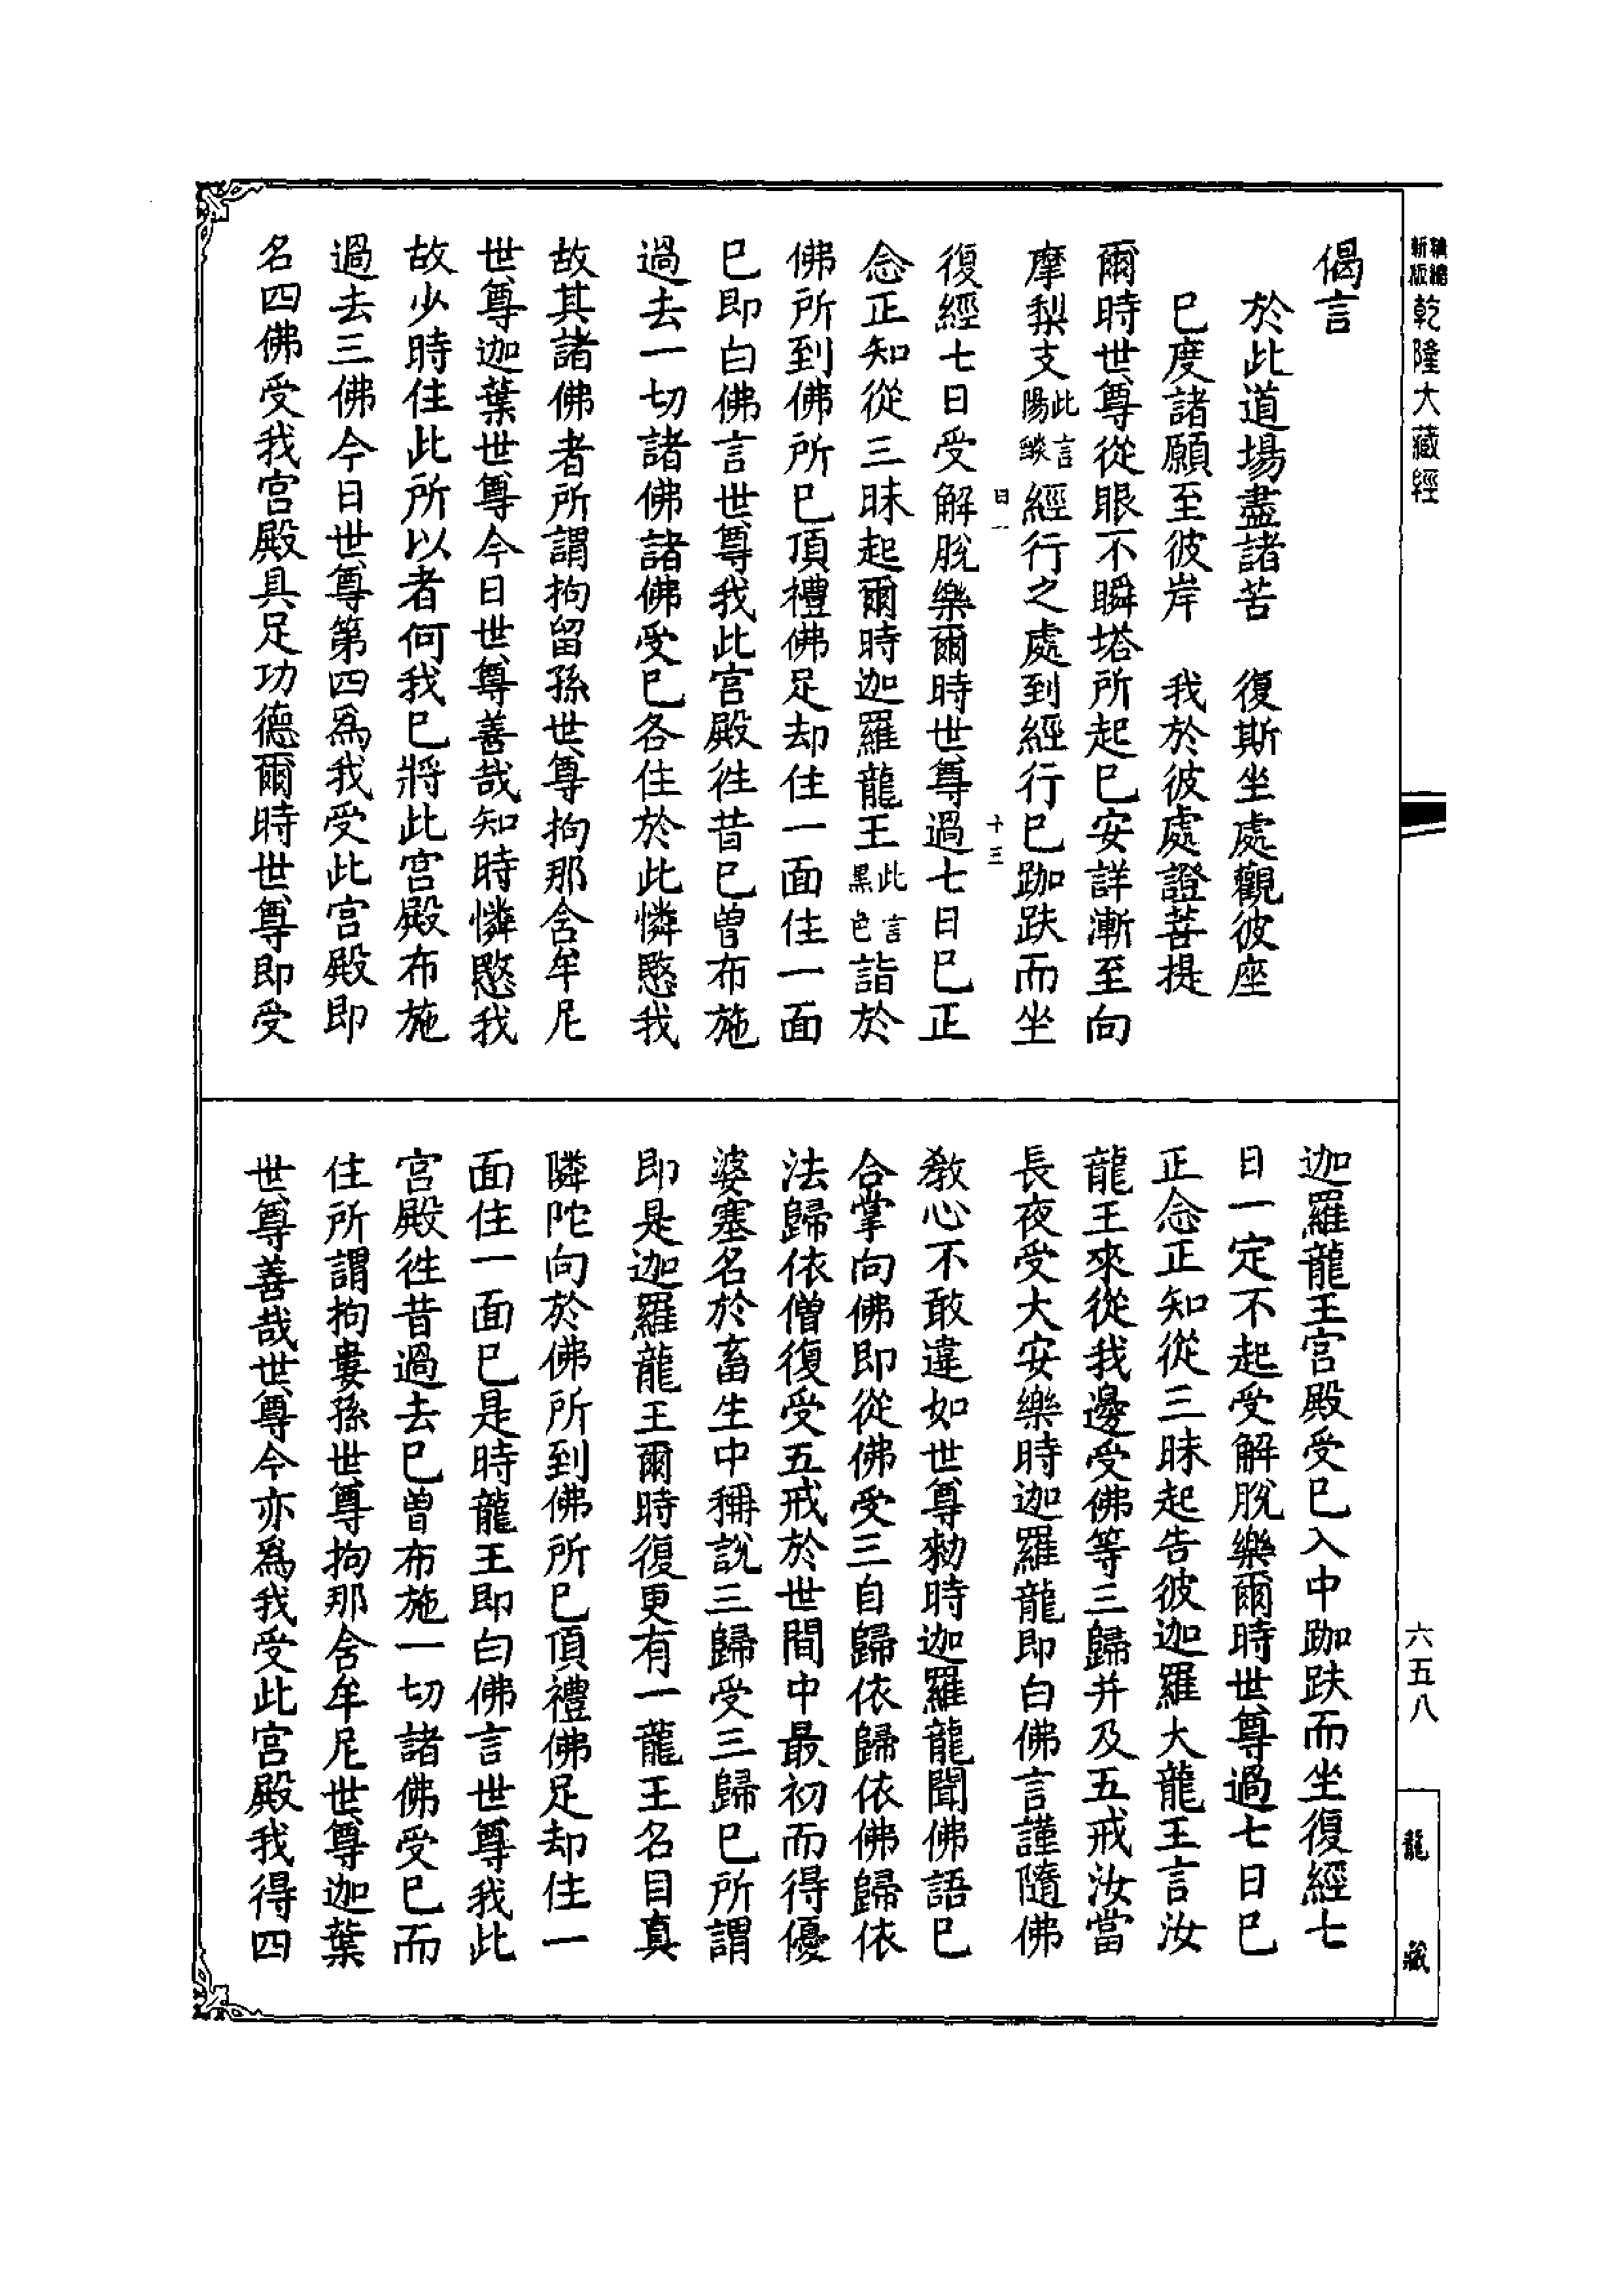 精縮新版乾隆大藏經
六五八
龍藏
偈言
於此道場盡諸苦　復斯坐處觀彼座
巳度諸願至彼岸　我於彼處證菩提
爾時世尊從眼不瞬塔所起巳安詳漸至向
摩梨支此言陽燄經行之處到經行巳跏趺而坐
日一　十三
復經七日受解脫樂爾時世尊過七日巳正
念正知從三昧起爾時迦羅龍王此言黑色詣於
佛所到佛所巳頂禮佛足却住一面住一面
巳即白佛言世尊我此宮殿往昔巳曾布施
過去一切諸佛諸佛受巳各住於此憐愍我
故其諸佛者所謂拘留孫世尊拘那含牟尼
世尊迦葉世尊今日世尊善哉知時憐愍我
故少時住此所以者何我巳將此宮殿布施
過去三佛今日世尊第四爲我受此宮殿即
名四佛受我宮殿具足功德爾時世尊即受
迦羅龍王宮殿受巳入中跏趺而坐復經七
日一定不起受解脫樂爾時世尊過七日巳
正念正知從三昧起告彼迦羅大龍王言汝
龍王來從我邊受佛等三歸并及五戒汝當
長夜受大安樂時迦羅龍即白佛言謹隨佛
教心不敢違如世尊勑時迦羅龍聞佛語巳
合掌向佛即從佛受三自歸依歸依佛歸依
法歸依僧復受五戒於世間中最初而得優
婆塞名於畜生中稱說三歸受三歸巳所謂
即是迦羅龍王爾時復更有一龍王名目真
隣陀向於佛所到佛所巳頂禮佛足却住一
面住一面巳是時龍王即白佛言世尊我此
宮殿往昔過去巳曾布施一切諸佛受巳而
住所謂拘婁孫世尊拘那含牟尼世尊迦葉
世尊善哉世尊今亦爲我受此宮殿我得四